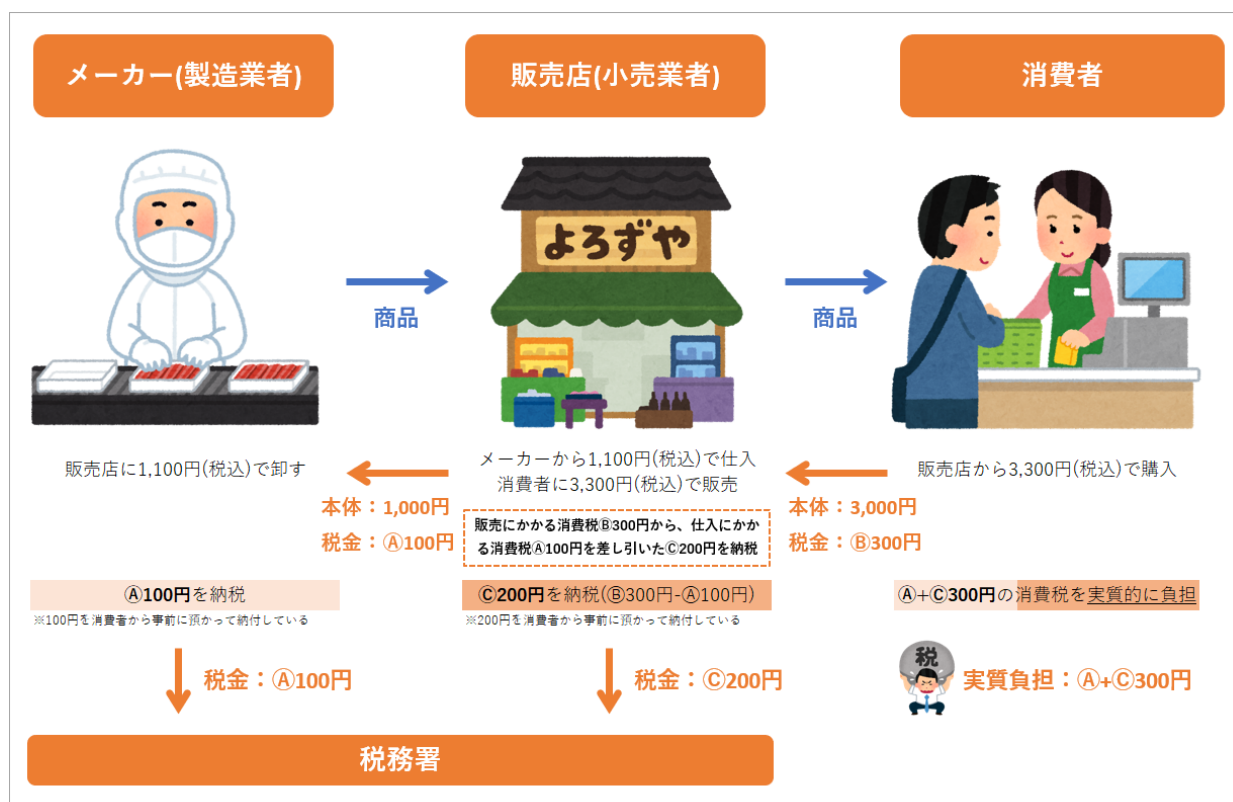 メーカー(製造業者)
販売店(小売業者)
消費者
よろずや
商品
商品
販売店に1,100円(税込)で卸す
メーカーから1,100円(税込)で仕入
消費者に3,300円(税込)で販売
販売店から3,300円(税込)で購入
本体：1,000円
税金：Ⓐ100円
販売にかかる消費税Ⓑ300円から、仕入にかか
る消費税Ⓐ100円を差し引いたⒸ200円を納税
本体：3,000円
税金：Ⓑ300円
Ⓐ100円を納税
※100円を消費者から事前に預かって納付している
Ⓒ200円を納税(Ⓑ300円-Ⓐ100円)
※200円を消費者から事前に預かって納付している
Ⓐ+Ⓒ300円の消費税を実質的に負担
税金：Ⓐ100円
税金：Ⓒ200円
税
実質負担：Ⓐ+Ⓒ300円
税務署